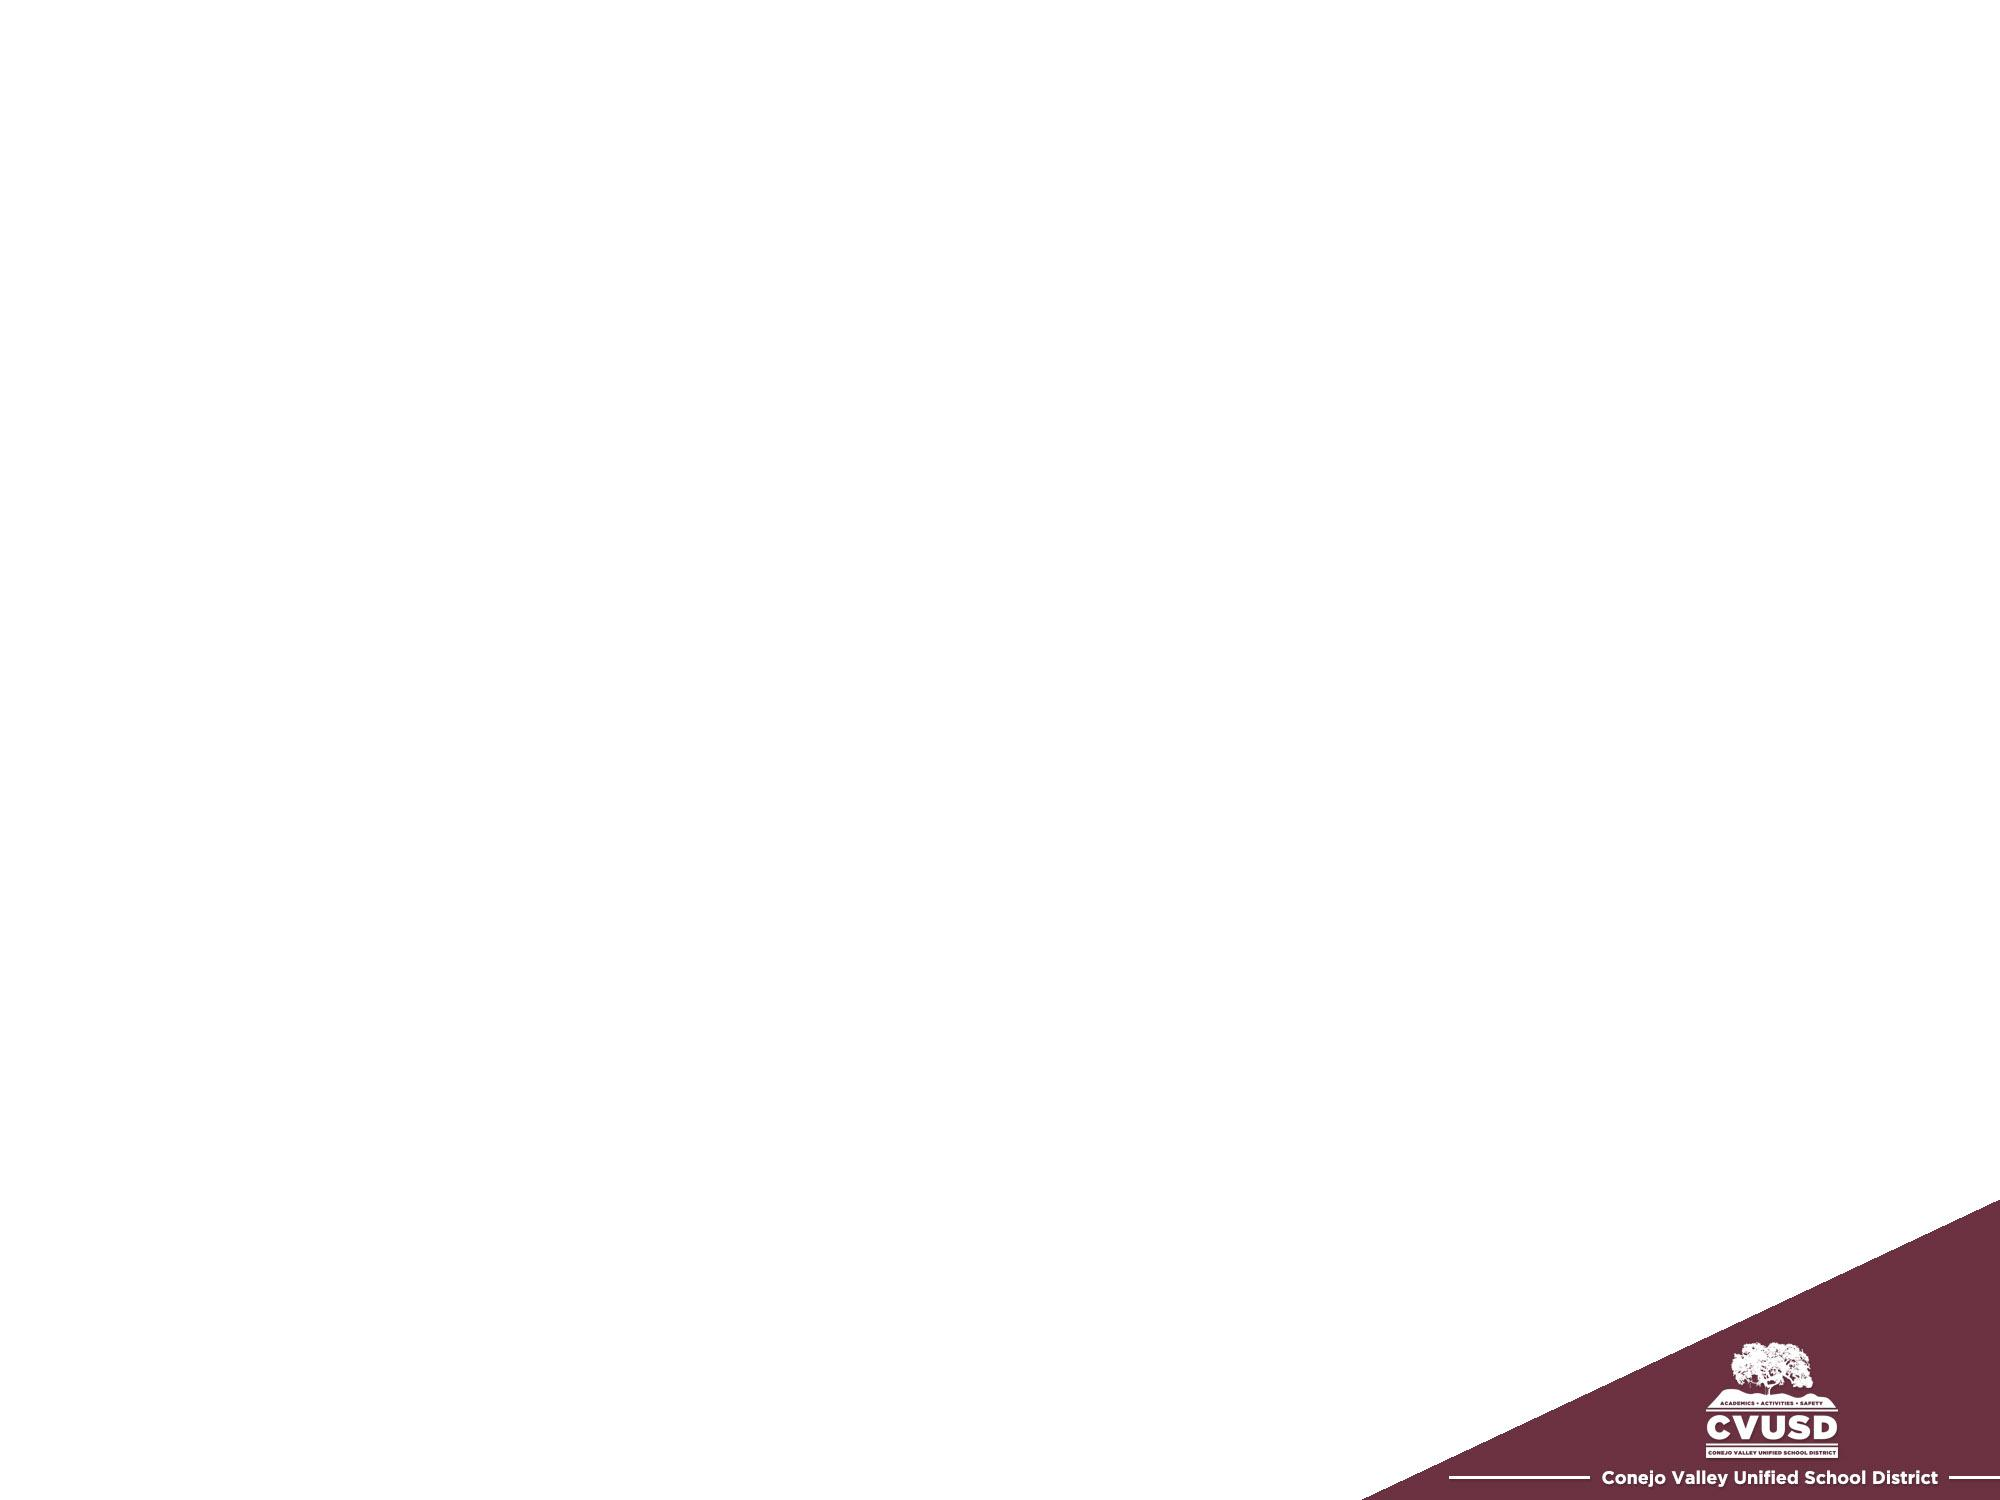 ACADEMICS • ACTIVITIES • SAFETY
CVUSD
CONEJO VALLEY UNIFIED SCHOOL DISTRICT
Conejo Valley Unified School District